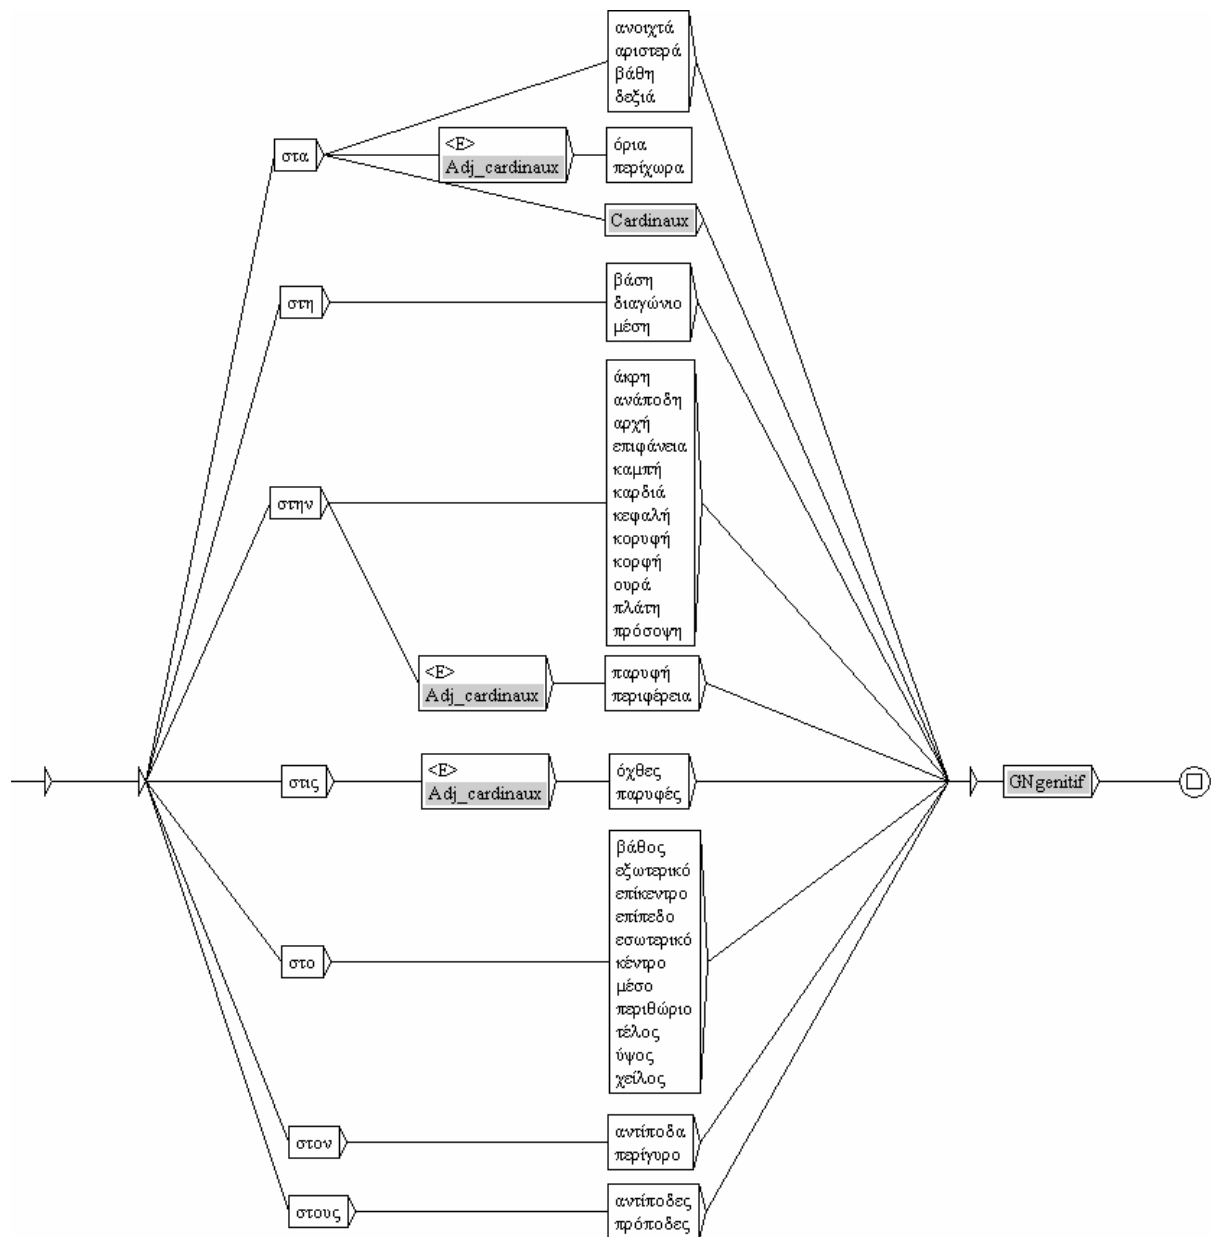 ανοιχτά
αριστερά
βάθη
δεξιά
στα
<E>
Adj_cardinaux
όρια
περίχωρα
Cardinaux
στη
βάση
διαγώνιο
μέση
στην
άκρη
ανάποδη
αρχή
επιφάνεια
καμπή
καρδιά
κεφαλή
κορυφή
κορφή
ουρά
πλάτη
πρόσοψη
<E>
Adj_cardinaux
παρυφή
περιφέρεια
στις
<E>
Adj_cardinaux
όχθες
παρυφές
GNgenitif
στο
βάθος
εξωτερικό
επίκεντρο
επίπεδο
εσωτερικό
κέντρο
μέσο
περιθώριο
τέλος
ύψος
χείλος
στον
αντίποδα
περίγυρο
στους
αντίποδες
πρόποδες